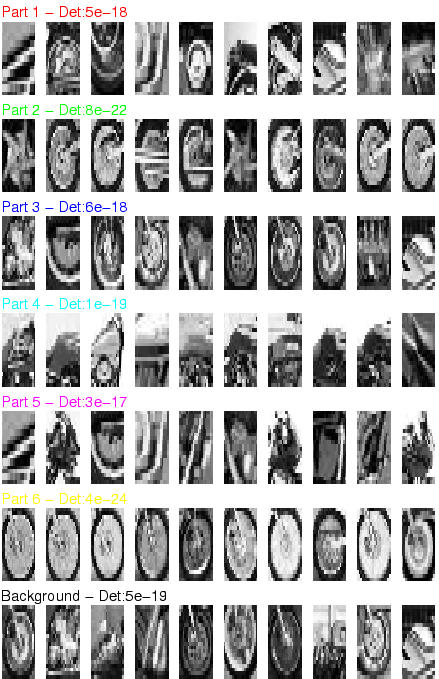 Part 1 – Det:5e–18
Part 2 – Det:8e–22
Part 3 – Det:6e–18
Part 4 – Det:1e–19
Part 5 – Det:3e–17
Part 6 – Det:4e–24
Background – Det:5e–19